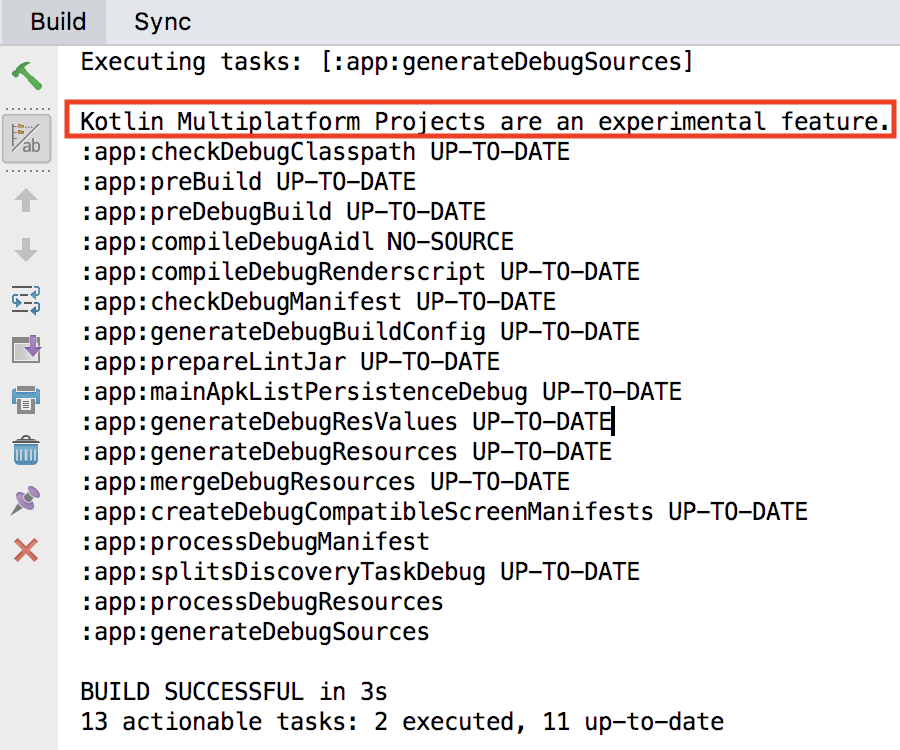 Build Sync
Executing tasks: [:app:generateDebugSources]
Kotlin Multiplatform Projects are an experimental feature.
:app:checkDebugClasspath UP-TO-DATE
:app:preBuild UP-TO-DATE
:app:preDebugBuild UP-TO-DATE
:app:compileDebugAidl NO-SOURCE
:app:compileDebugRenderscript UP-TO-DATE
:app:checkDebugManifest UP-TO-DATE
:app:generateDebugBuildConfig UP-TO-DATE
:app:prepareLintJar UP-TO-DATE
:app:mainApkListPersistenceDebug UP-TO-DATE
:app:generateDebugResValues UP-TO-DATE
:app:generateDebugResources UP-TO-DATE
:app:mergeDebugResources UP-TO-DATE
:app:createDebugCompatibleScreenManifests UP-TO-DATE
:app:processDebugManifest
:app:splitsDiscoveryTaskDebug UP-TO-DATE
:app:processDebugResources
:app:generateDebugSources
BUILD SUCCESSFUL in 3s
13 actionable tasks: 2 executed, 11 up-to-date
ab